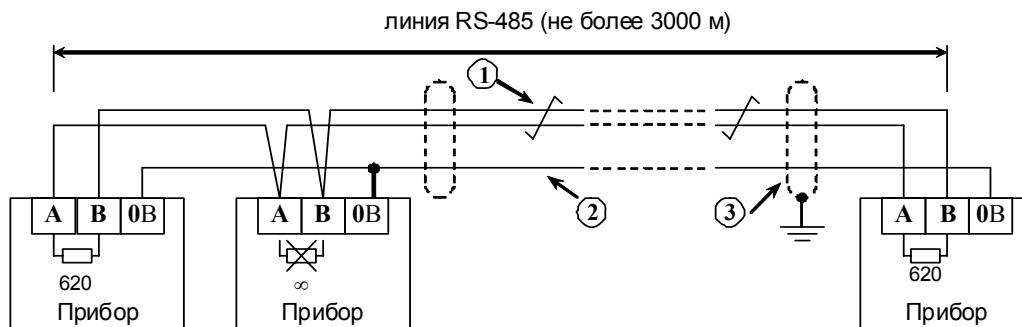 линия RS-485 (не более 3000 м)
1
2
3
A B 0В
A B 0В
A B 0В
620
∞
620
Прибор
Прибор
Прибор